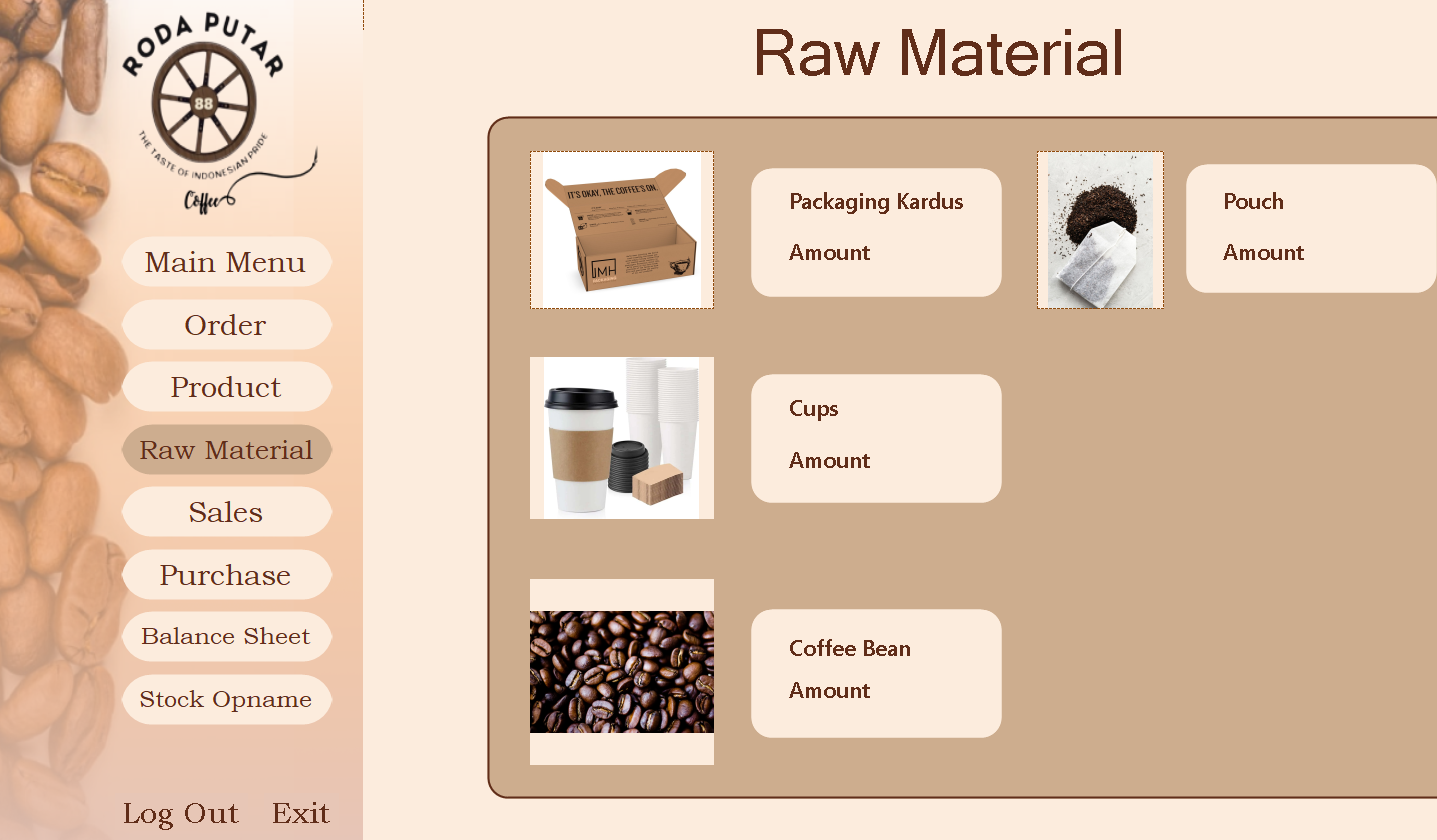 RODA PUTAR
88
THE TASTE OF INDONESIAN PRIDE
Coffee
Main Menu
Order
Product
Raw Material
Sales
Purchase
Balance Sheet
Stock Opname
Log Out
Exit
Raw Material
IT'S OKAY, THE COFFEE'S ON.
JMH
Packaging Kardus
Amount
Pouch
Amount
Cups
Amount
Coffee Bean
Amount